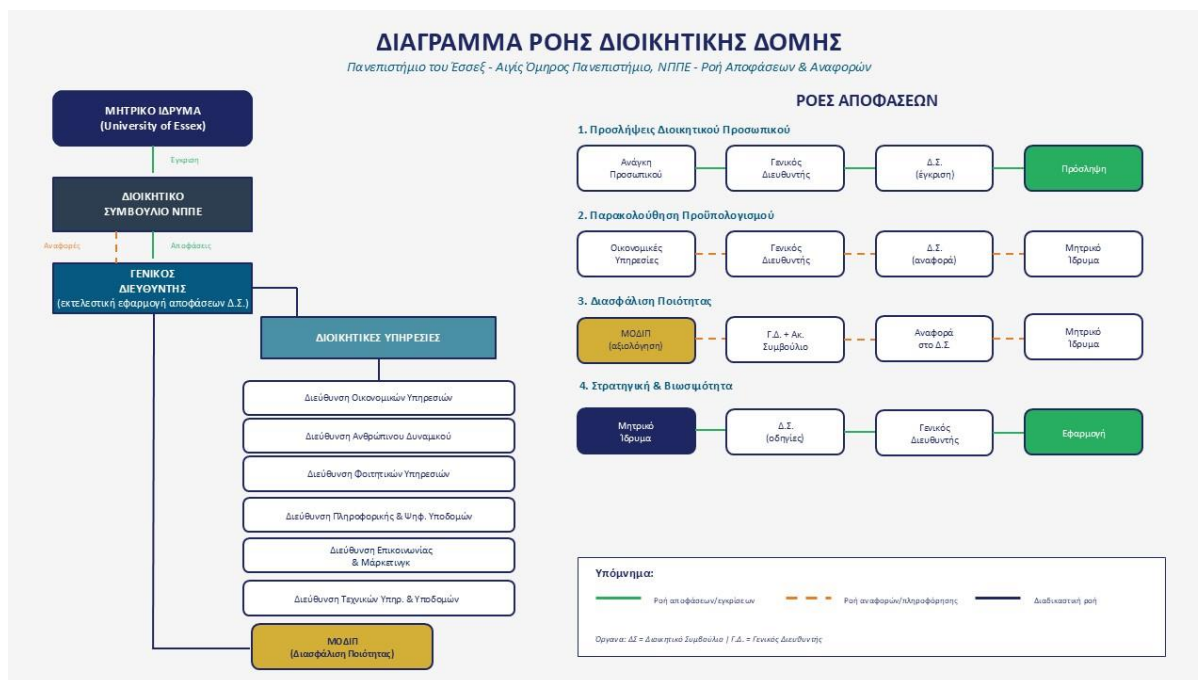 ΔΙΑΓΡΑΜΜΑ ΡΟΗΣ ΔΙΟΙΚΗΤΙΚΗΣ ΔΟΜΗΣ
Πανεπιστήμιο του Έσσεξ - Αιγίς Όμηρος Πανεπιστήμιο, ΝΠΠΕ - Ροή Αποφάσεων & Αναφορών
ΜΗΤΡΙΚΟ ΙΔΡΥΜΑ
(University of Essex)
Έγκριση
ΔΙΟΙΚΗΤΙΚΟ
ΣΥΜΒΟΥΛΙΟ ΝΠΠΕ
Αναφορές
Αποφάσεις
ΓΕΝΙΚΟΣ
ΔΙΕΥΘΥΝΤΗΣ
(εκτελεστική εφαρμογή αποφάσεων Δ.Σ.)
ΔΙΟΙΚΗΤΙΚΕΣ ΥΠΗΡΕΣΙΕΣ
Διεύθυνση Οικονομικών Υπηρεσιών
Διεύθυνση Ανθρώπινου Δυναμικού
Διεύθυνση Φοιτητικών Υπηρεσιών
Διεύθυνση Πληροφορικής & Ψηφ. Υποδομών
Διεύθυνση Επικοινωνίας
& Μάρκετινγκ
Διεύθυνση Τεχνικών Υπηρ. & Υποδομών
ΜΟΔΙΠ
(Διασφάλιση Ποιότητας)
ΡΟΕΣ ΑΠΟΦΑΣΕΩΝ
1. Προσλήψεις Διοικητικού Προσωπικού
Ανάγκη
Προσωπικού
Γενικός
Διευθυντής
Δ.Σ.
(έγκριση)
Πρόσληψη
2. Παρακολούθηση Προϋπολογισμού
Οικονομικές
Υπηρεσίες
Γενικός
Διευθυντής
Δ.Σ.
(αναφορά)
Μητρικό
Ίδρυμα
3. Διασφάλιση Ποιότητας
ΜΟΔΙΠ
(αξιολόγηση)
Γ.Δ. + Ακ.
Συμβούλιο
Αναφορά
στο Δ.Σ
Μητρικό
Ίδρυμα
4. Στρατηγική & Βιωσιμότητα
Μητρικό
Ίδρυμα
Δ.Σ.
(οδηγίες)
Γενικός
Διευθυντής
Εφαρμογή
Υπόμνημα:
Ροή αποφάσεων/εγκρίσεων
Ροή αναφορών/πληροφόρησης
Διαδικαστική ροή
Όργανα: ΔΣ = Διοικητικό Συμβούλιο | Γ.Δ. = Γενικός Διευθυντής